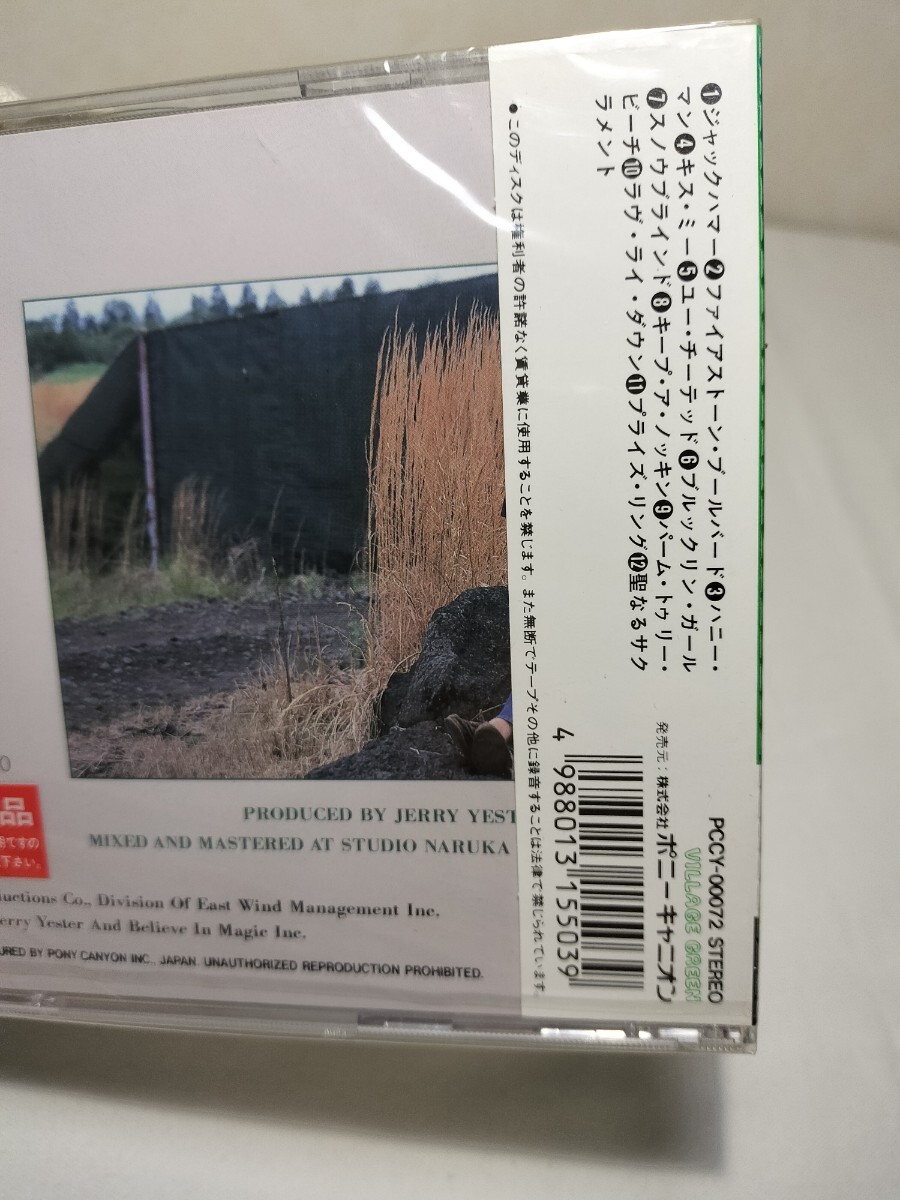 ❶ジャックハマー❷ファイアストーン・ブールバード❸ハニー・
マン❹キス・ミー❺ユー・チーテッド❻ブルックリン・ガール
❼スノウブラインド❽キープ・ア・ノッキン❾パーム・トゥリー・
ビーチ❿ラヴ・ライ・ダウン⓫プライズ・リング⓬聖なるサク
ラメント
●このディスクは権利者の許諾なく賃貸業に使用することを禁じます。また無断でテープその他に録音することは法律で禁じられています。
PCCY-00072 STEREO
VILLAGE GREEN
発売元：株式会社ポニーキャニオン
4 988013 155039
0
品
用ですの
下さい。
PRODUCED BY JERRY YEST
MIXED AND MASTERED AT STUDIO NARUKA
uctions Co., Division Of East Wind Management Inc.
erry Yester And Believe In Magic Inc.
URED BY PONY CANYON INC., JAPAN. UNAUTHORIZED REPRODUCTION PROHIBITED.